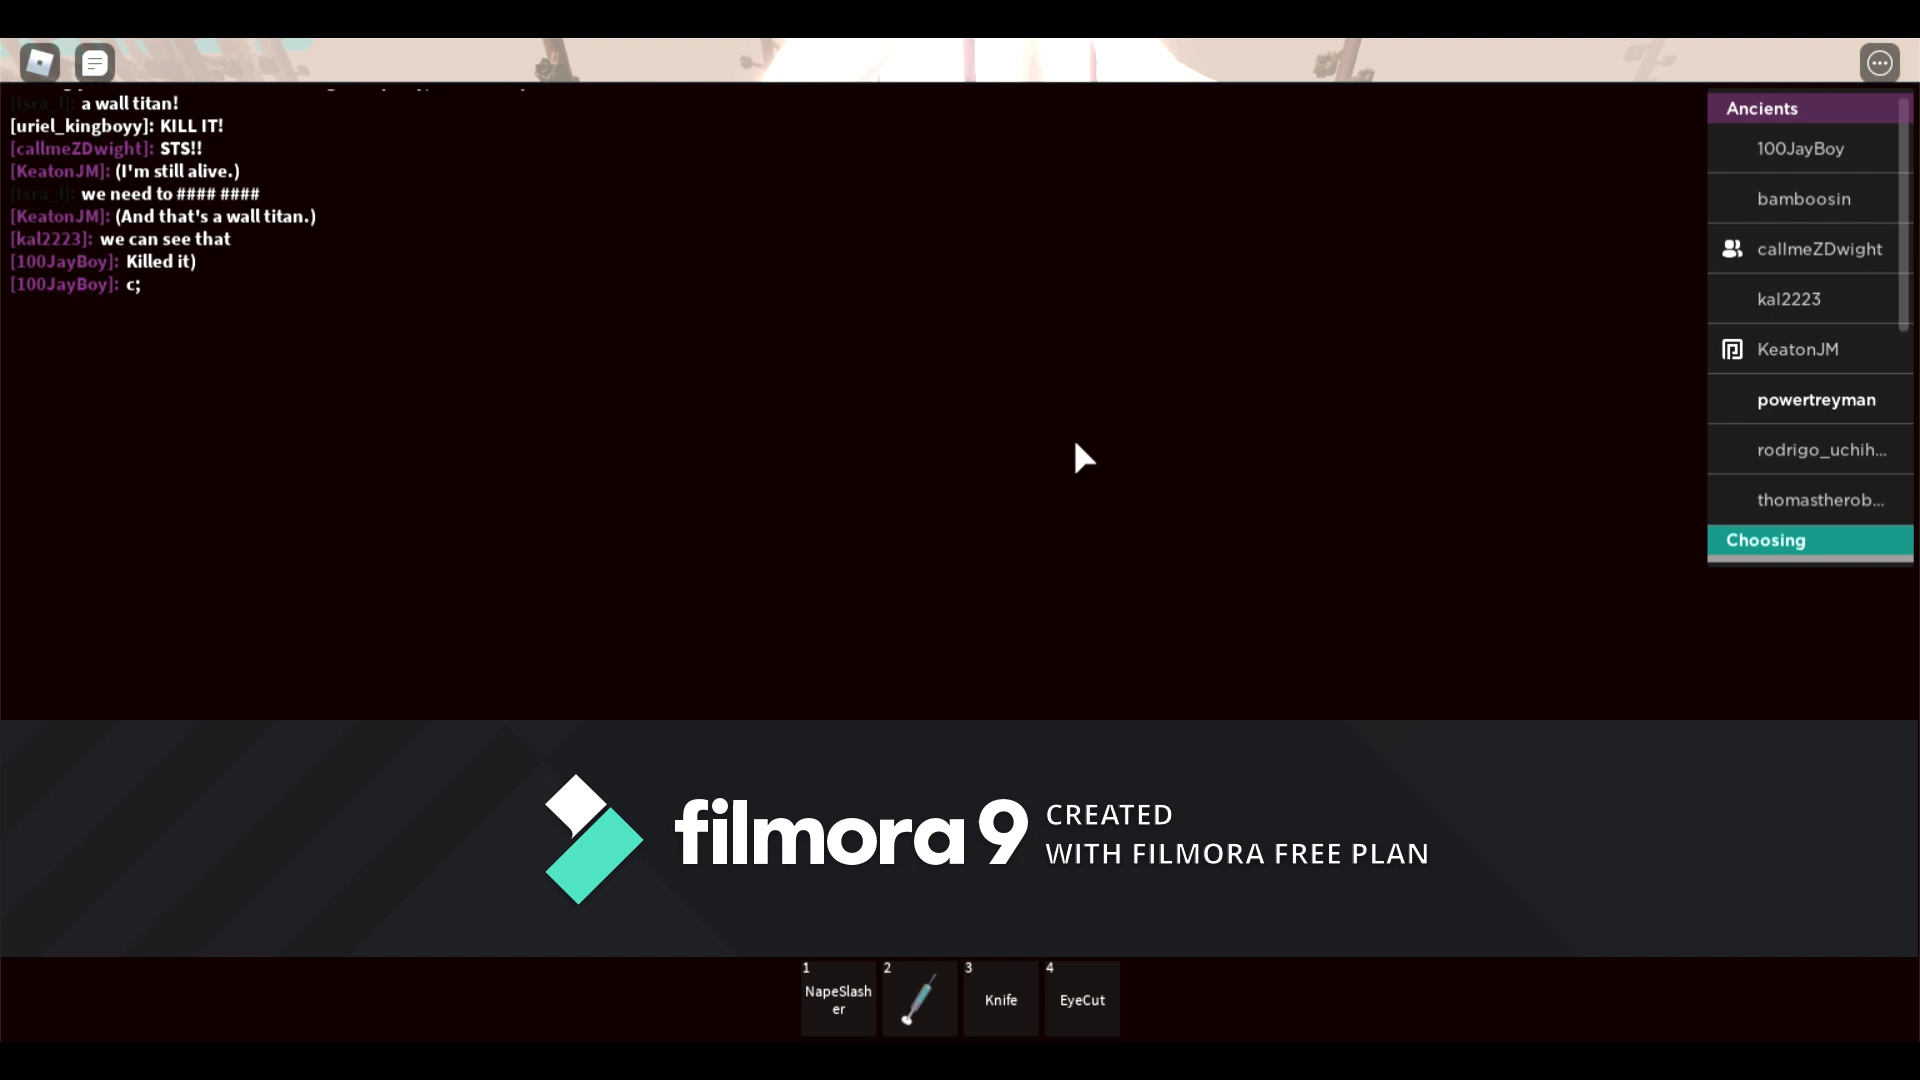 [Isra_l]: a wall titan!
[uriel_kingboyy]: KILL IT!
[callmeZDwight]: STS!!
[KeatonJM]: (I'm still alive.)
[Isra_l]: we need to #### ####
[KeatonJM]: (And that's a wall titan.)
[kal2223]: we can see that
[100JayBoy]: Killed it)
[100JayBoy]: c;
Ancients
100JayBoy
bamboosin
callmeZDwight
kal2223
KeatonJM
powertreyman
rodrigo_uchih...
thomastherob...
Choosing
filmora 9
CREATED
WITH FILMORA FREE PLAN
1
NapeSlash
er
2
3
Knife
4
EyeCut